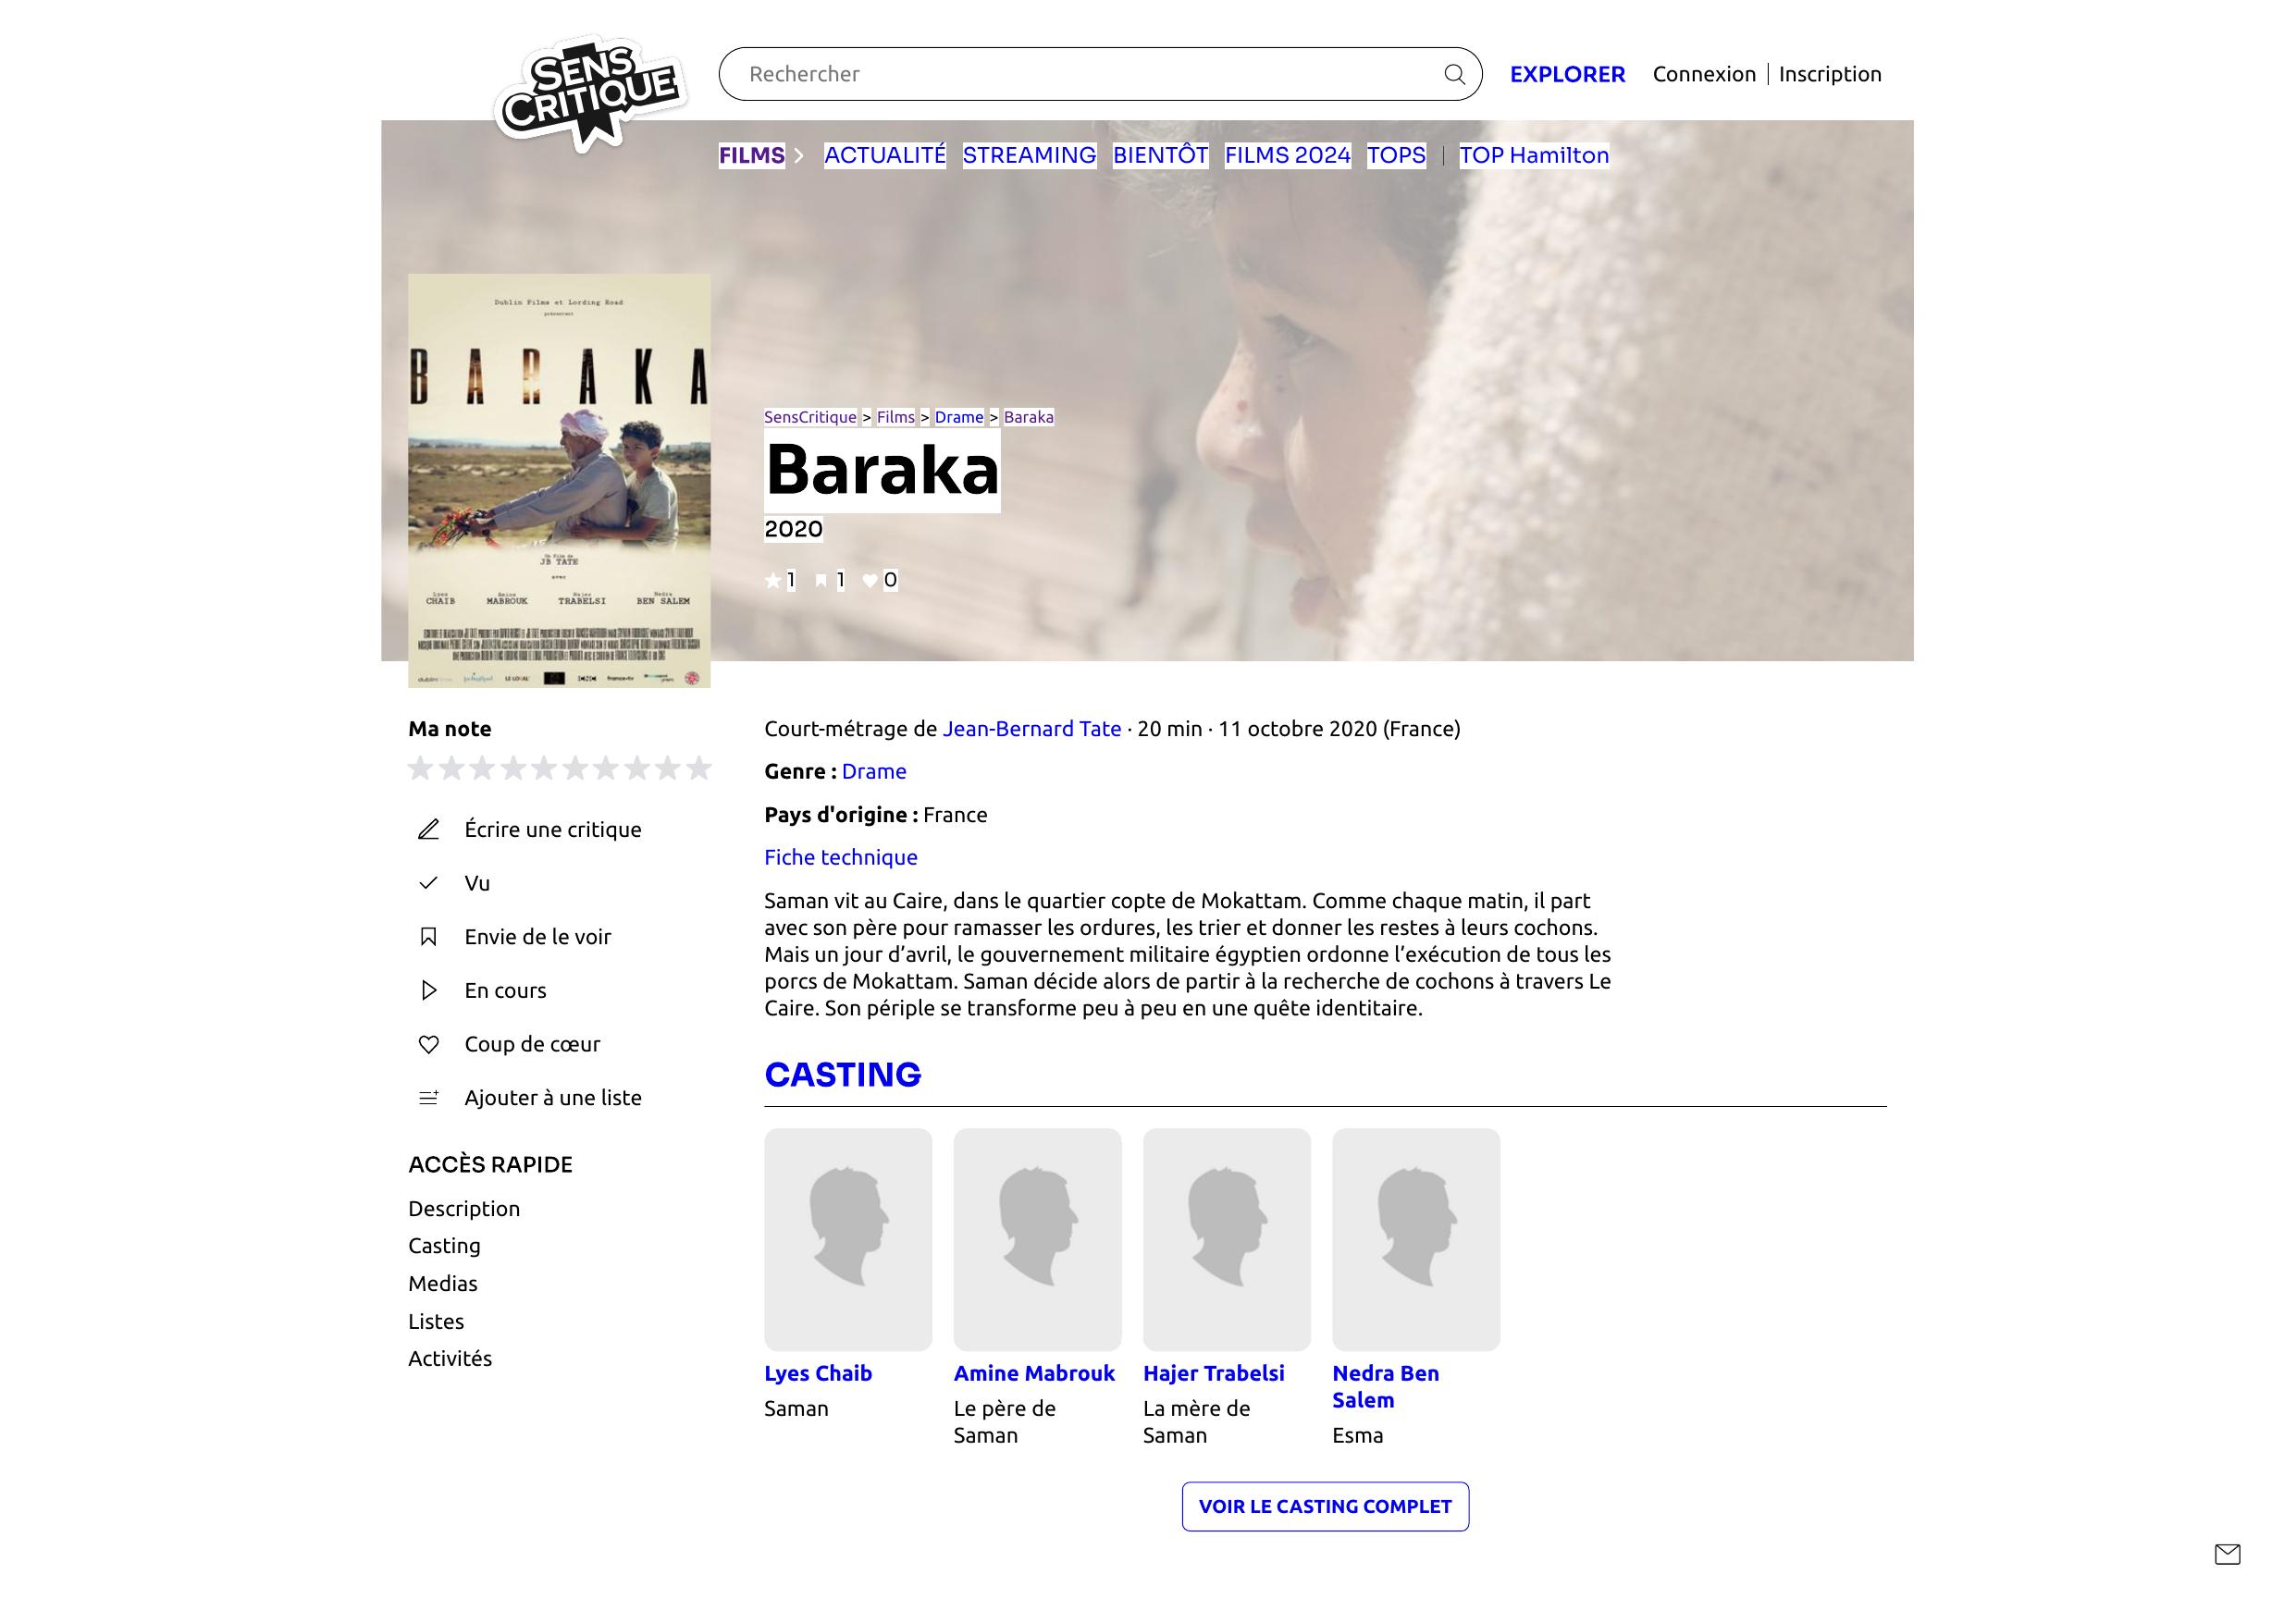 SENS
CRITIQUE
Rechercher
EXPLORER
Connexion | Inscription
FILMS ACTUALITÉ STREAMING BIENTÔT FILMS 2024 TOPS | TOP Hamilton
Dublin Films et Lording Road
présentent
BARAKA
Un film de
JB TATE
avec
Lyes
CHAIB
Amine
MABROUK
Hajer
TRABELSI
Nedra
BEN SALEM
SensCritique > Films > Drame > Baraka
Baraka
2020
1 1 0
Ma note
Écrire une critique
Vu
Envie de le voir
En cours
Coup de cœur
Ajouter à une liste
ACCÈS RAPIDE
Description
Casting
Medias
Listes
Activités
Court-métrage de Jean-Bernard Tate · 20 min · 11 octobre 2020 (France)
Genre : Drame
Pays d'origine : France
Fiche technique
Saman vit au Caire, dans le quartier copte de Mokattam. Comme chaque matin, il part
avec son père pour ramasser les ordures, les trier et donner les restes à leurs cochons.
Mais un jour d’avril, le gouvernement militaire égyptien ordonne l’exécution de tous les
porcs de Mokattam. Saman décide alors de partir à la recherche de cochons à travers Le
Caire. Son périple se transforme peu à peu en une quête identitaire.
CASTING
Lyes Chaib
Saman
Amine Mabrouk
Le père de
Saman
Hajer Trabelsi
La mère de
Saman
Nedra Ben
Salem
Esma
VOIR LE CASTING COMPLET